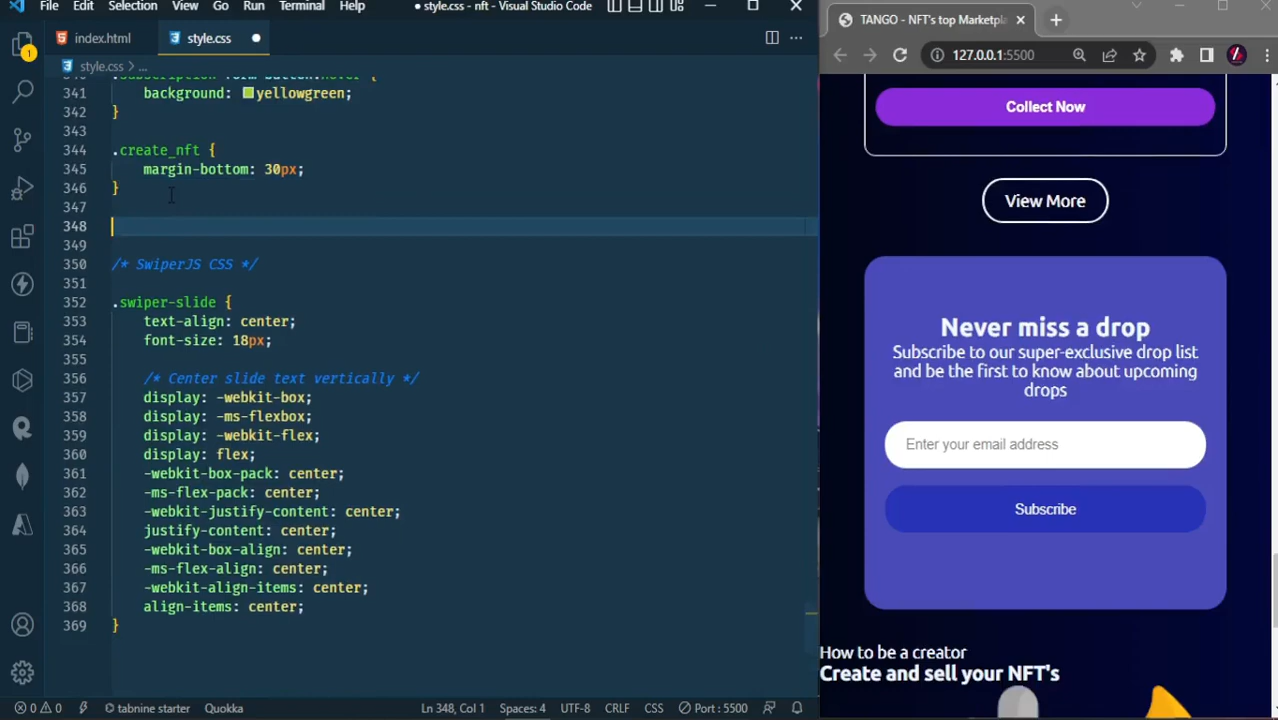 File Edit Selection View Go Run Terminal Help
● style.css - nft - Visual Studio Code
TANGO - NFT's top Marketpla
index.html
style.css
127.0.0.1:5500
style.css > ...
1
340 .subscription form button:hover {
341 background: yellowgreen;
342 }
343
344 .create_nft {
345 margin-bottom: 30px;
346 }
347
348
349
350 /* SwiperJS CSS */
351
352 .swiper-slide {
353 text-align: center;
354 font-size: 18px;
355
356 /* Center slide text vertically */
357 display: -webkit-box;
358 display: -ms-flexbox;
359 display: -webkit-flex;
360 display: flex;
361 -webkit-box-pack: center;
362 -ms-flex-pack: center;
363 -webkit-justify-content: center;
364 justify-content: center;
365 -webkit-box-align: center;
366 -ms-flex-align: center;
367 -webkit-align-items: center;
368 align-items: center;
369 }
Collect Now
View More
Never miss a drop
Subscribe to our super-exclusive drop list
and be the first to know about upcoming
drops
Enter your email address
Subscribe
How to be a creator
Create and sell your NFT's
0 0 tabnine starter Quokka Ln 348, Col 1 Spaces: 4 UTF-8 CRLF CSS Port : 5500